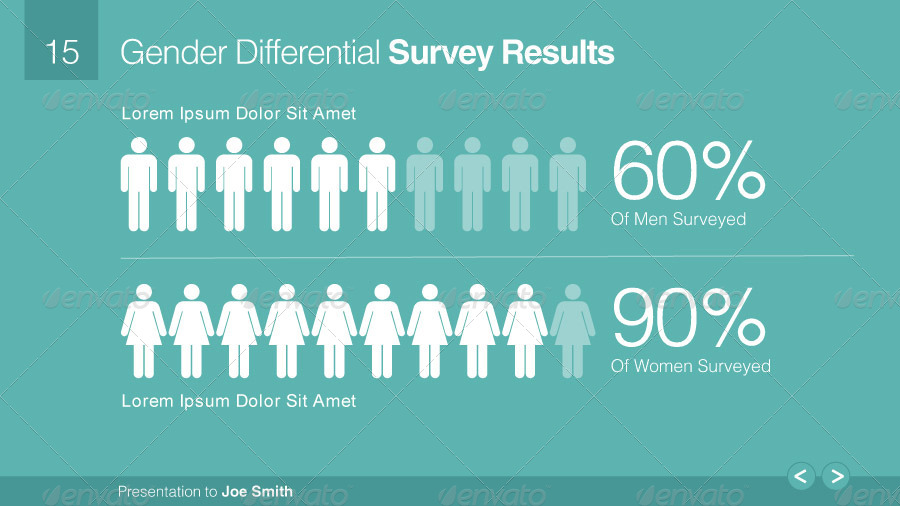 15
Gender Differential Survey Results
Lorem Ipsum Dolor Sit Amet
60%
Of Men Surveyed
90%
Of Women Surveyed
Lorem Ipsum Dolor Sit Amet
Presentation to Joe Smith
< >
envato